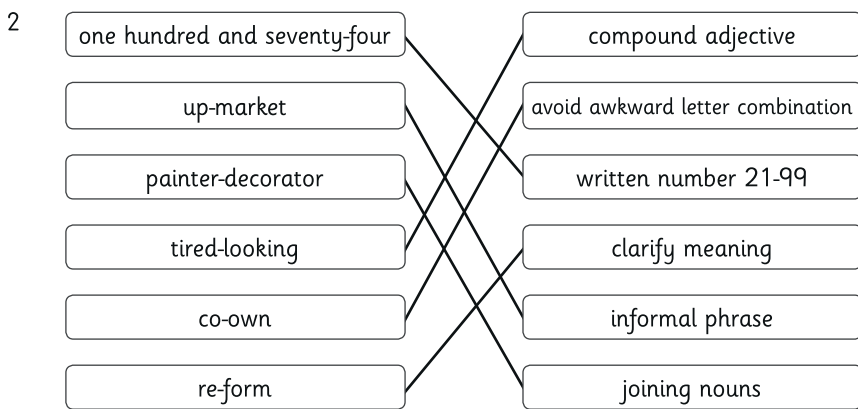 2
one hundred and seventy-four
compound adjective
up-market
avoid awkward letter combination
painter-decorator
written number 21-99
tired-looking
clarify meaning
co-own
informal phrase
re-form
joining nouns